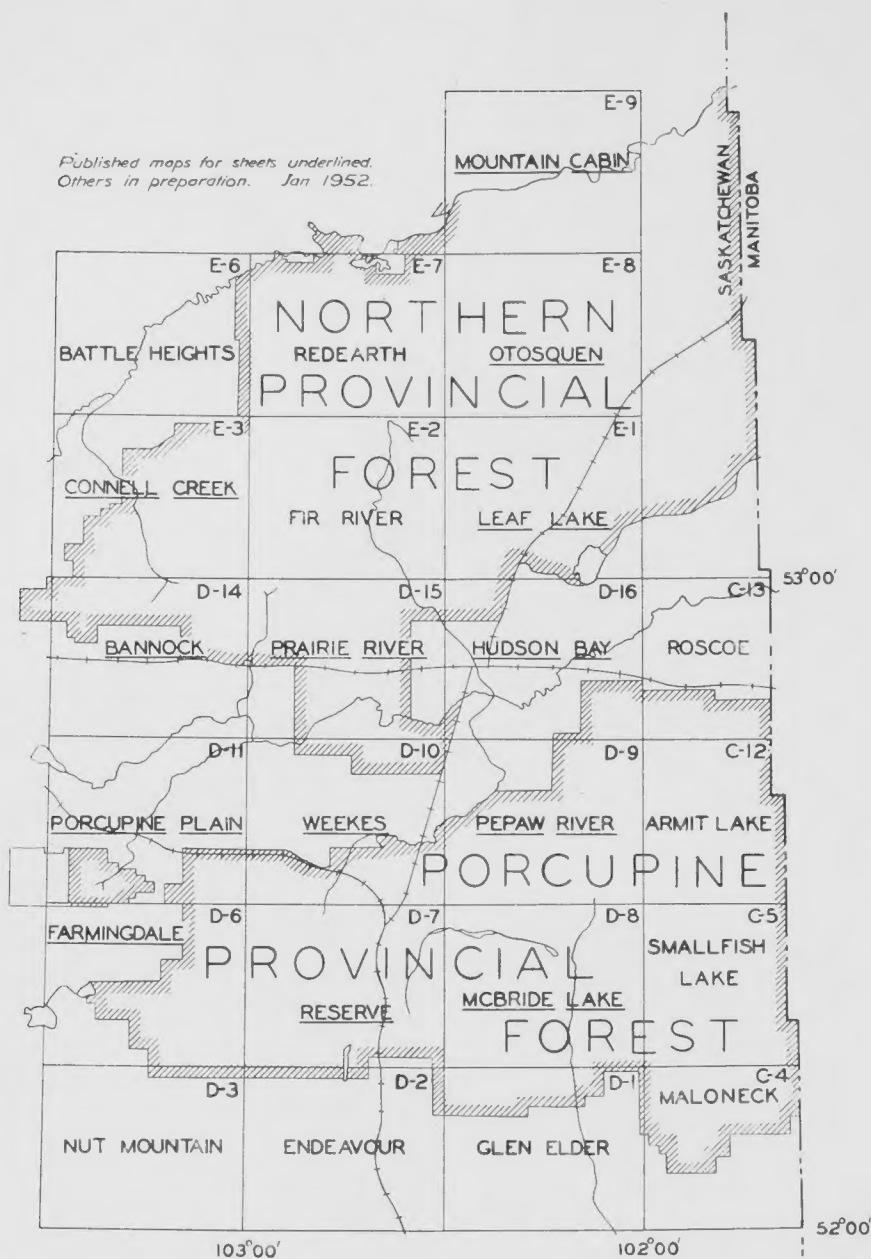 E-9
Published maps for sheets underlined.
Others in preparation. Jan 1952.
MOUNTAIN CABIN
SASKATCHEWAN
MANITOBA
E-6
E-7
E-8
NORTHERN
BATTLE HEIGHTS
REDEARTH
OTOSQUEN
PROVINCIAL
E-3
E-2
E-1
FOREST
CONNELL CREEK
FIR RIVER
LEAF LAKE
53°00'
D-14
D-15
D-16
C-13
BANNOCK
PRAIRIE RIVER
HUDSON BAY
ROSCOE
D-11
D-10
D-9
C-12
PORCUPINE PLAIN
WEEKES
PEPAW RIVER
ARMIT LAKE
PORCUPINE
D-6
D-7
D-8
C-5
FARMINGDALE
SMALLFISH
LAKE
PROVINCIAL
RESERVE
MCBRIDE LAKE
FOREST
D-3
D-2
D-1
C-4
MALONECK
NUT MOUNTAIN
ENDEAVOUR
GLEN ELDER
52°00'
103°00'
102°00'